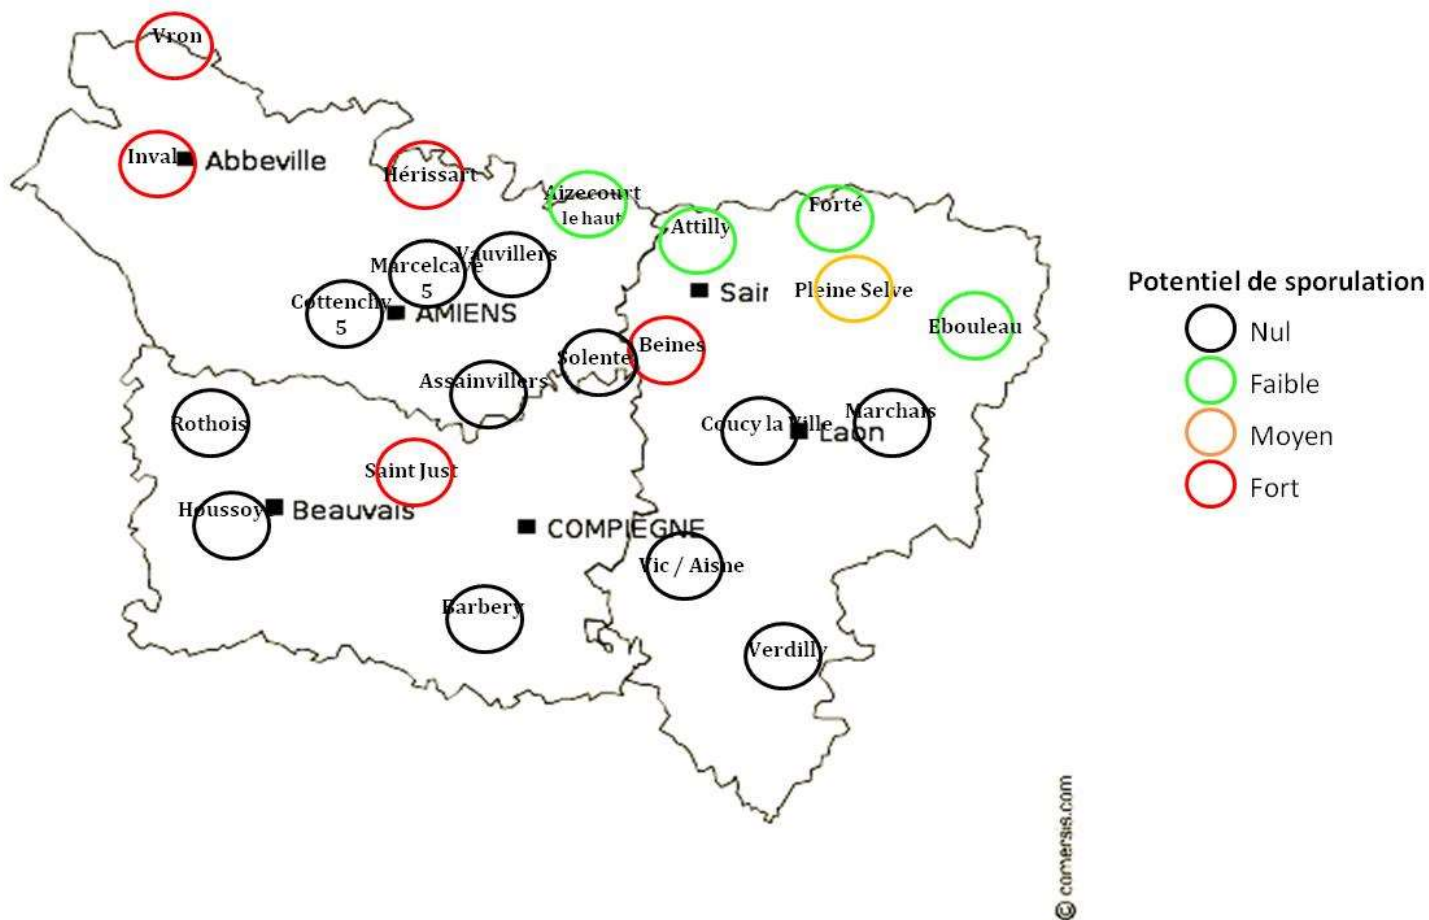 Vron
Inval
Abbeville
Hérissart
Aizecourt
le haut
Attilly
Forté
Vauvillers
Marcelcave
5
Cottenchy
5
AMIENS
Sair
Pleine Selve
Ebouleau
Solente
Beines
Assainvillers
Rothois
Coucy la Ville
Laon
Marchais
Saint Just
Houssoye
Beauvais
COMPIEGNE
Vic / Aisne
Barbery
Verdilly
Potentiel de sporulation
Nul
Faible
Moyen
Fort
© comersis.com